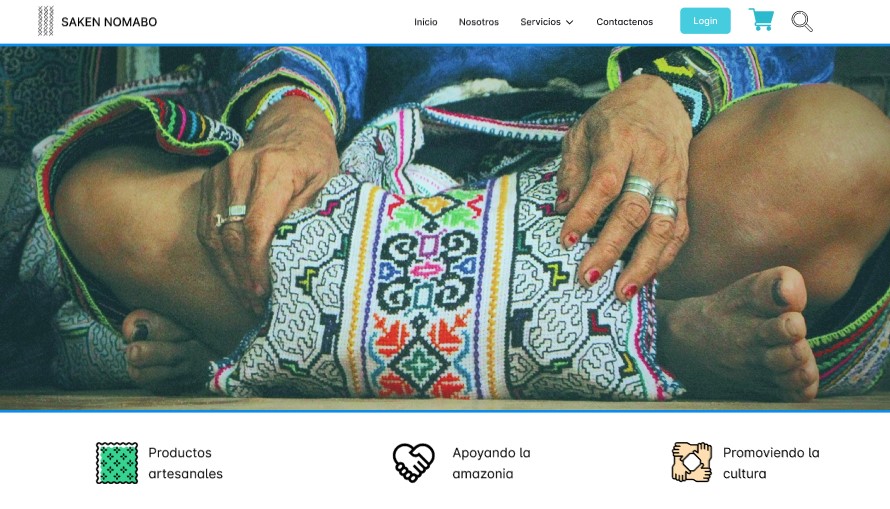 SAKEN NOMABO
Inicio
Nosotros
Servicios
Contactenos
Login
Productos
artesanales
Apoyando la
amazonia
Promoviendo la
cultura